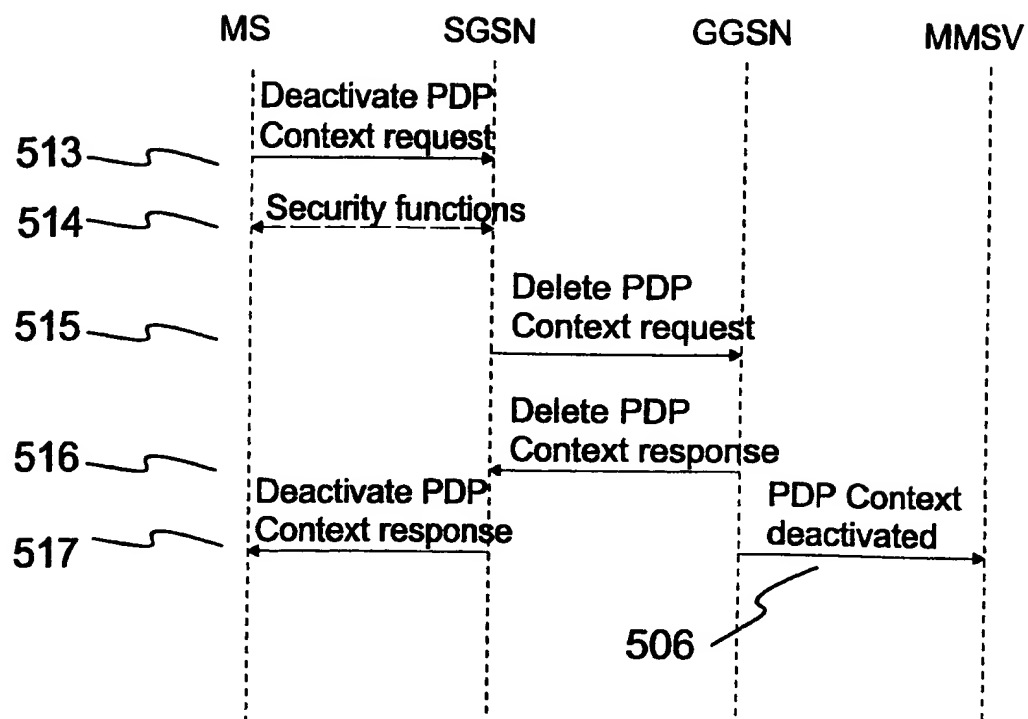 MS SGSN GGSN MMSV
Deactivate PDP
Context request
513
Security functions
514
Delete PDP
Context request
515
Delete PDP
Context response
516
Deactivate PDP
Context response
517
PDP Context
deactivated
506